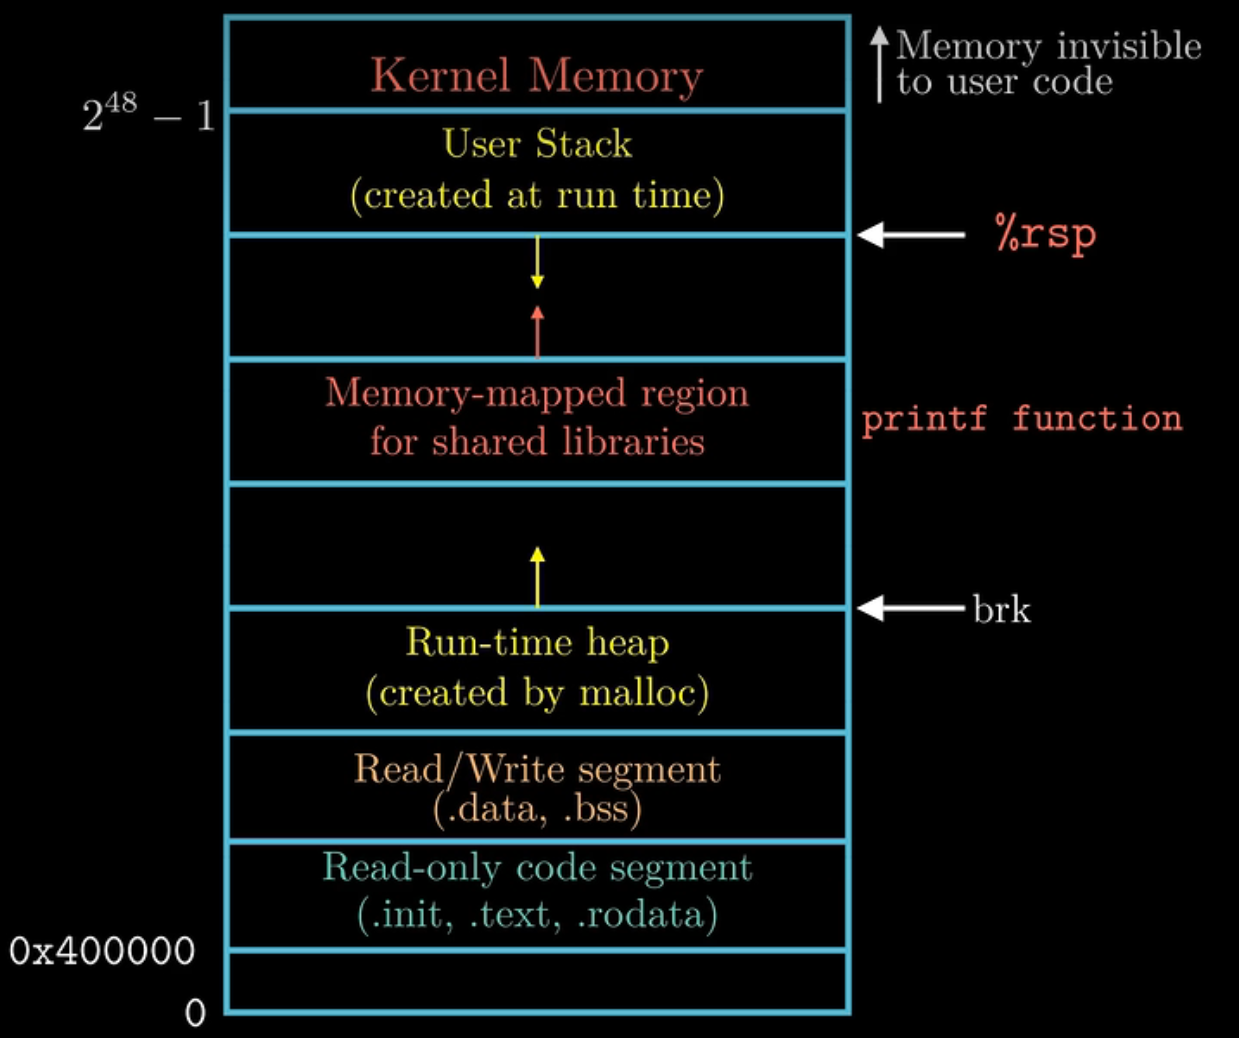 Kernel Memory
Memory invisible
to user code
2^48 − 1
User Stack
(created at run time)
%rsp
Memory-mapped region
for shared libraries
printf function
brk
Run-time heap
(created by malloc)
Read/Write segment
(.data, .bss)
Read-only code segment
(.init, .text, .rodata)
0x400000
0